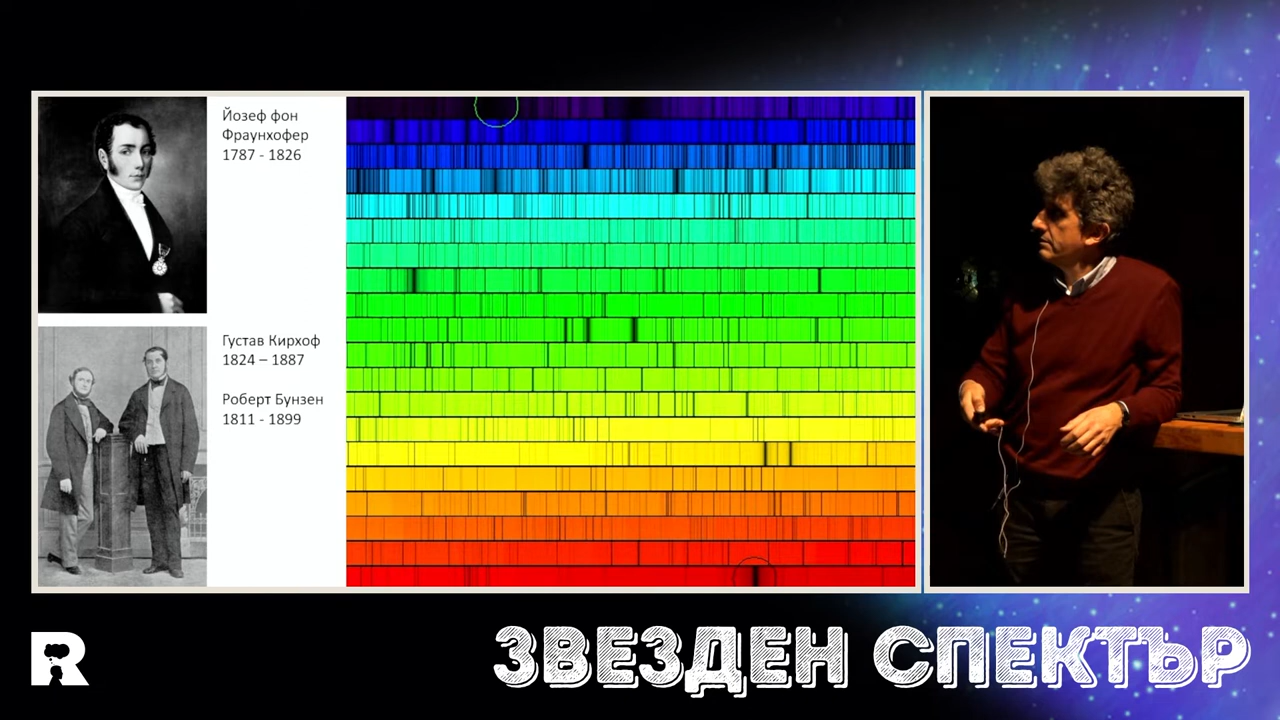 Йозеф фон
Фраунхофер
1787 - 1826
Густав Кирхоф
1824 – 1887
Роберт Бунзен
1811 - 1899
R
ЗВЕЗДЕН СПЕКТЪР